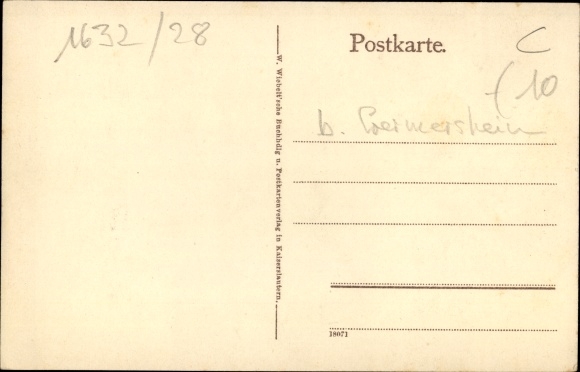 1632/28
Postkarte.
C
(10
b. Germersheim
W. Wiebelt'sche Buchhdlg u. Postkartenverlag in Kaiserslautern.
18071